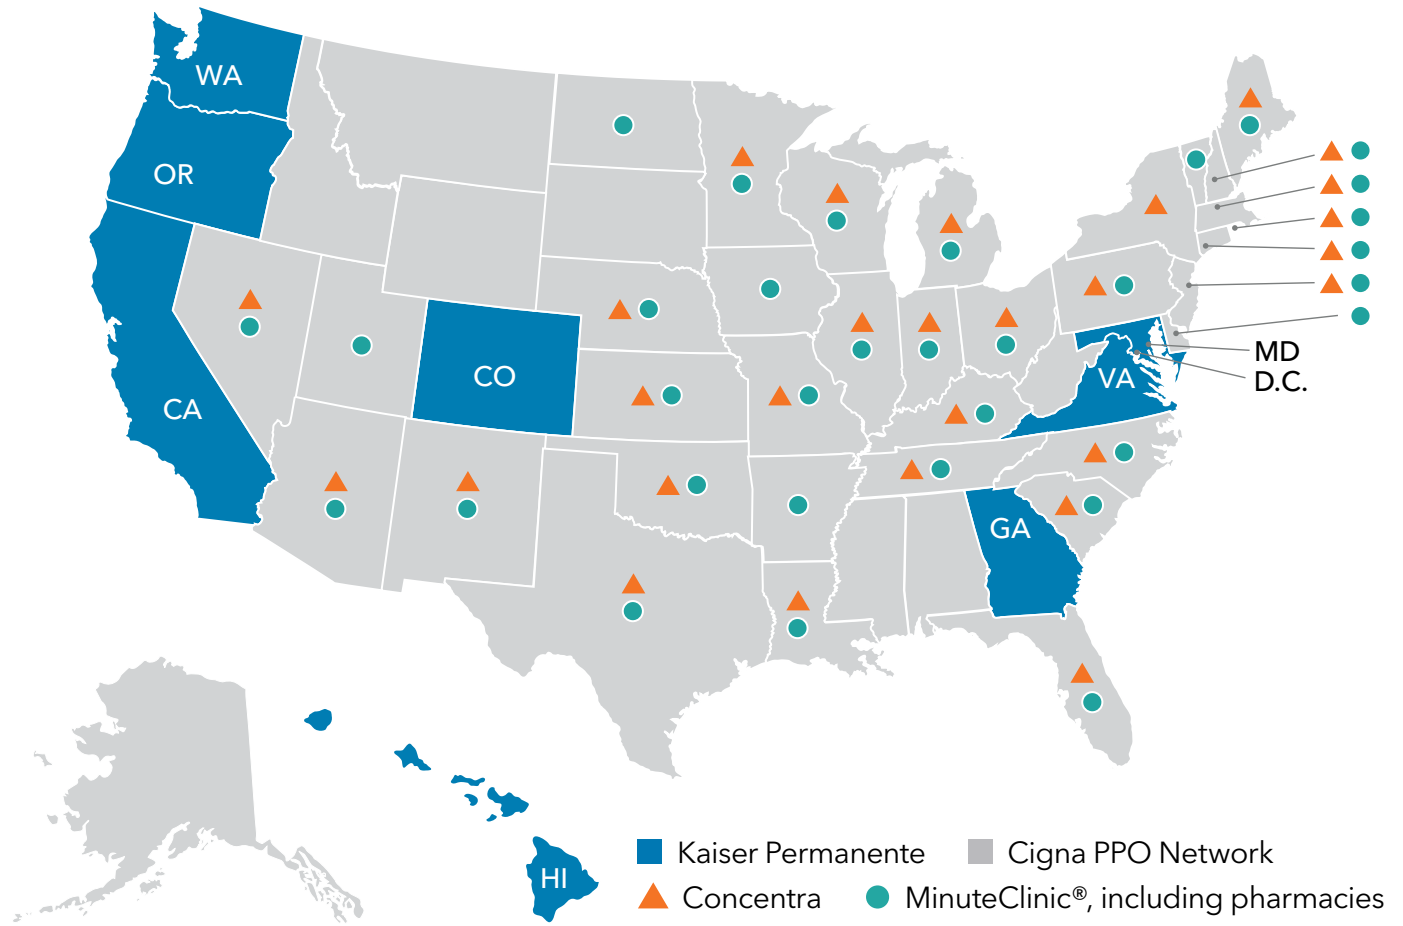 WA
OR
CO
CA
MD
D.C.
VA
GA
HI
Kaiser Permanente
Cigna PPO Network
Concentra
MinuteClinic®, including pharmacies